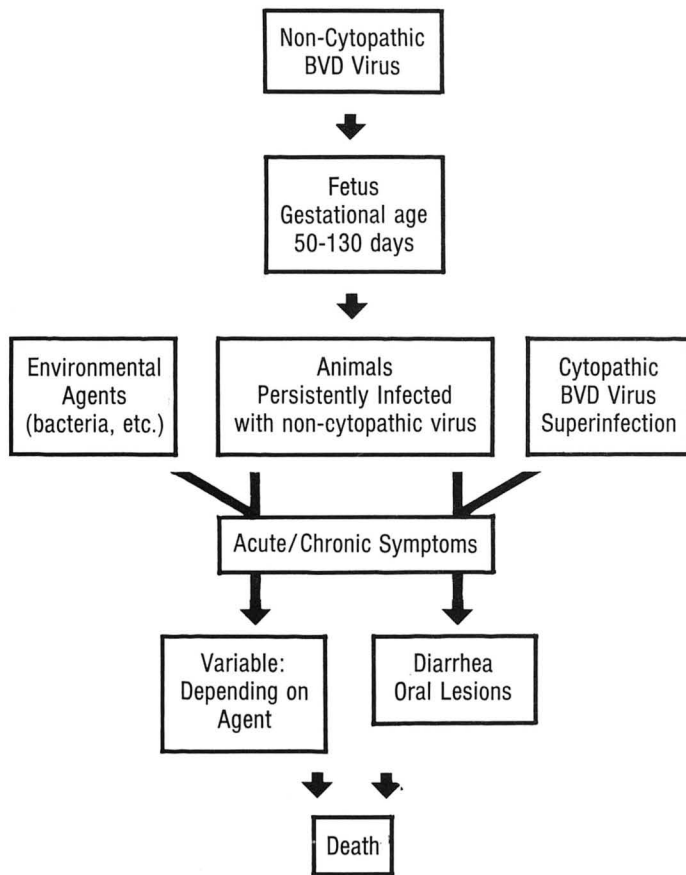 Non-Cytopathic
BVD Virus
Fetus
Gestational age
50-130 days
Environmental
Agents
(bacteria, etc.)
Animals
Persistently Infected
with non-cytopathic virus
Cytopathic
BVD Virus
Superinfection
Acute/Chronic Symptoms
Variable:
Depending on
Agent
Diarrhea
Oral Lesions
Death